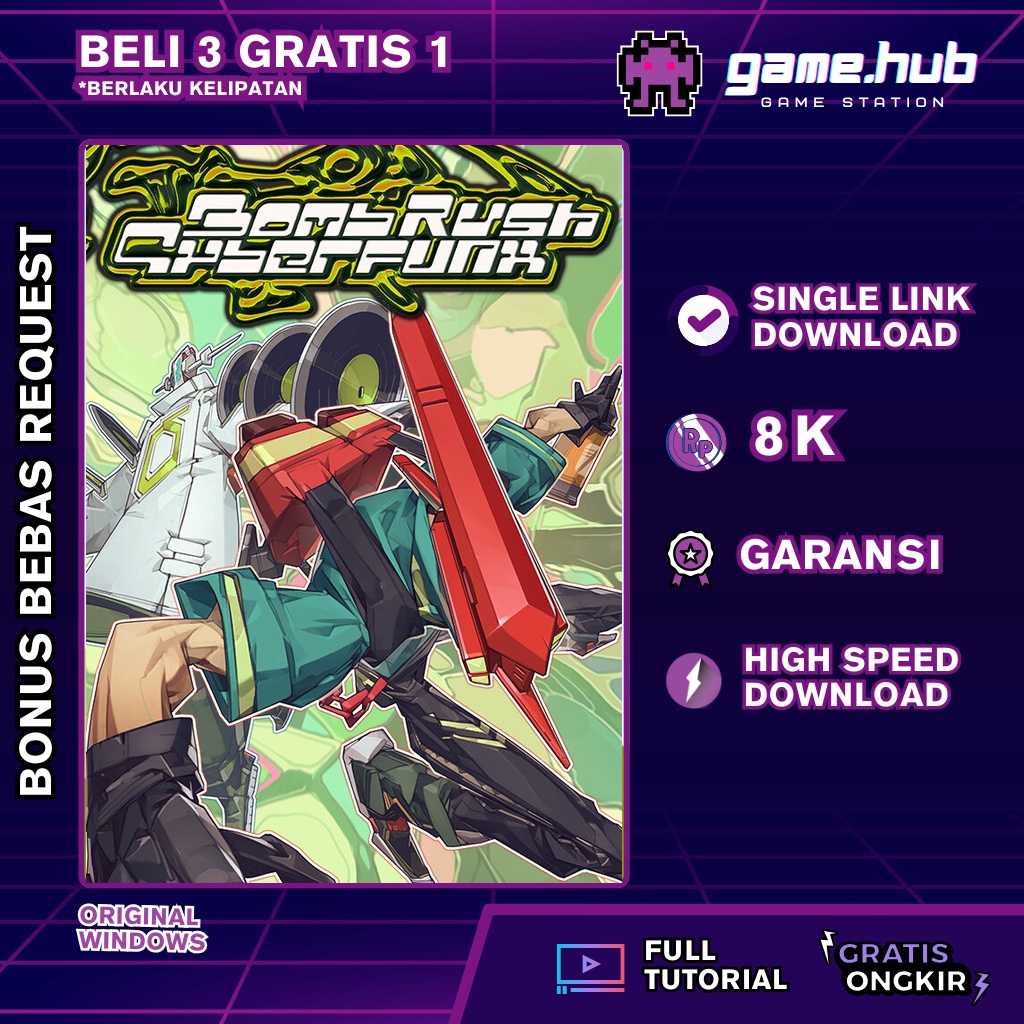 BELI 3 GRATIS 1
*BERLAKU KELIPATAN
game.hub
GAME STATION
BONUS BEBAS REQUEST
BOMB RUSH
CYBERFUNK
SINGLE LINK
DOWNLOAD
RP
8K
GARANSI
HIGH SPEED
DOWNLOAD
ORIGINAL
WINDOWS
FULL
TUTORIAL
GRATIS
ONGKIR